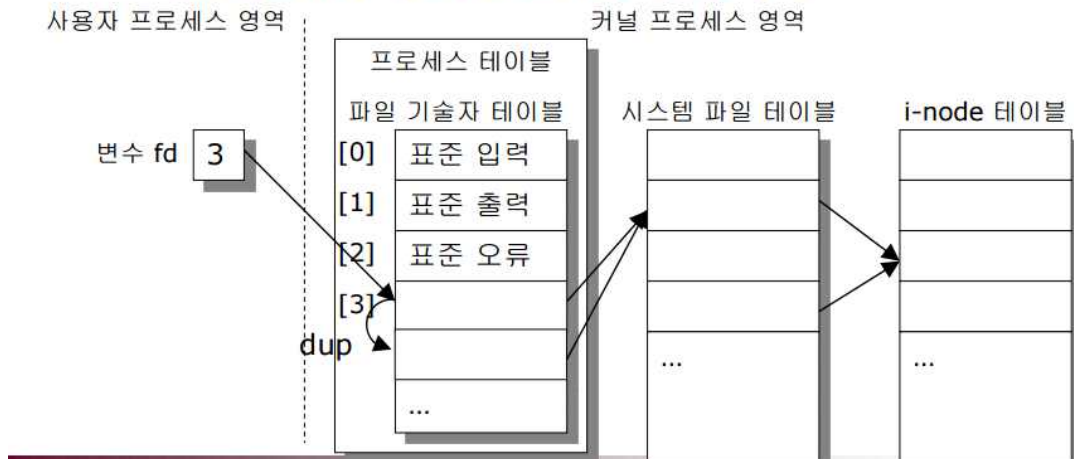 사용자 프로세스 영역
커널 프로세스 영역
프로세스 테이블
파일 기술자 테이블
시스템 파일 테이블
i-node 테이블
변수 fd 3
[0] 표준 입력
[1] 표준 출력
[2] 표준 오류
[3]
dup
...
...
...